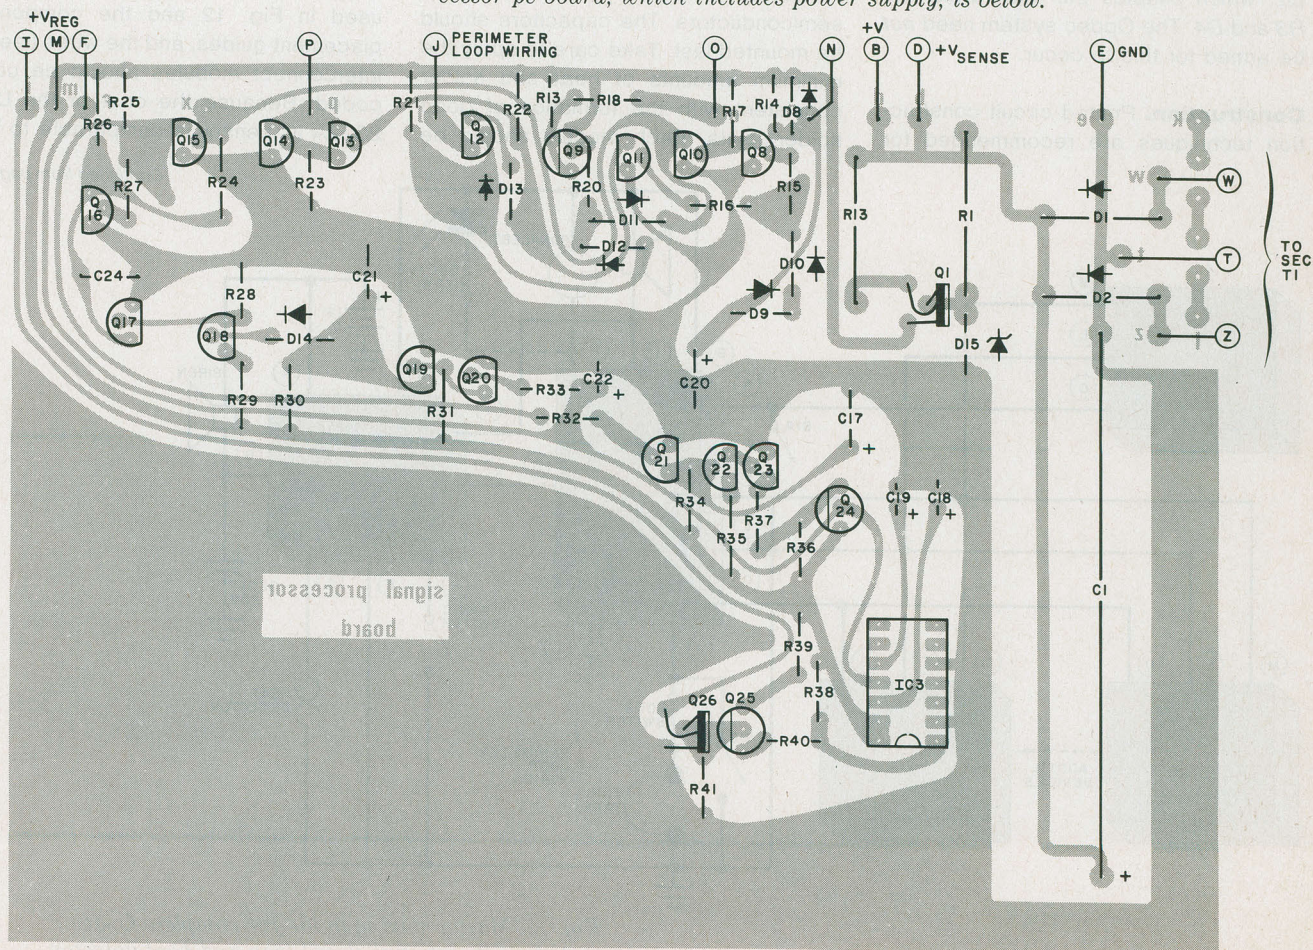 cessor pc board, which includes power supply, is below.
+VREG
I M F P J PERIMETER LOOP WIRING O N +V B D +VSENSE E GND
R25 R21 R22 R13 R18 R17 R14 D8
R26 Q15 Q14 Q13 Q12 Q9 Q11 Q10 Q8
R27 R24 R23 D13 R20 R15 W
Q16 D11 R16 R13 R1 D1
D12 D10 Q1 T TO SEC T1
C24 C21 + R28 D9 D2
Q17 Q18 D14 D15 Z
Q19 Q20 R33 C22 + C20 +
R29 R30 R31 R32 C17 +
Q21 Q22 Q23
R34 R35 R37 R36 Q24 C19 + C18 +
signal processor
board
C1
R39 R38 IC3
Q26 Q25 R40
R41
+